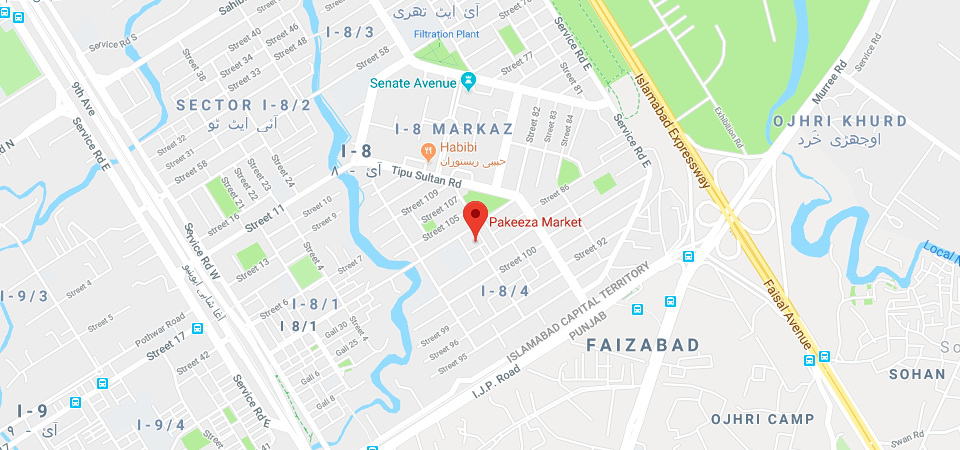 Service Rd S
Sahib
Street 40
Street 46
Street 48
Street 38
Street 44
Street 33
I-8/3
Street 58
آئی ایٹ تھری
Filtration Plant
Street 77
Street 81
Service Rd E
Senate Avenue
9th Ave
Service Rd E
SECTOR I-8/2
آئی ایٹ ٹو
Street 32
Street 31
Street 58
Street 23
Street 22
Street 21
Street 16
Street 11
I-8 MARKAZ
Habibi
حبیبی ریسٹوران
I-8
آئی - ۸
Tipu Sultan Rd
Street 82
Street 83
Street 84
Street 86
Service Rd E
Islamabad Expressway
Exhibition Rd
Murree Rd
Service Rd
OJHRI KHURD
اوجھڑی خرد
d N
Street 109
Street 107
Street 105
Pakeeza Market
Street 10
Street 9
Street 13
Street 4
Street 7
Street 100
Street 92
Service Rd W
آغا شاہی ایونیو
I-9/3
Street 4
Street 5
Street 6
I-8/1
I 8/1
I-8/4
ISLAMABAD CAPITAL TERRITORY
PUNJAB
Faisal Avenue
Local
Pothwar Road
Street 17
Street 42
Gali 30
Gali 25
Street 4
Gali 6
Gali 8
Street 99
Street 96
Street 95
I.J.P. Road
FAIZABAD
SOHAN
I-9
آئی - ۹
I-9/4
Service Rd E
OJHRI CAMP
Swan Rd